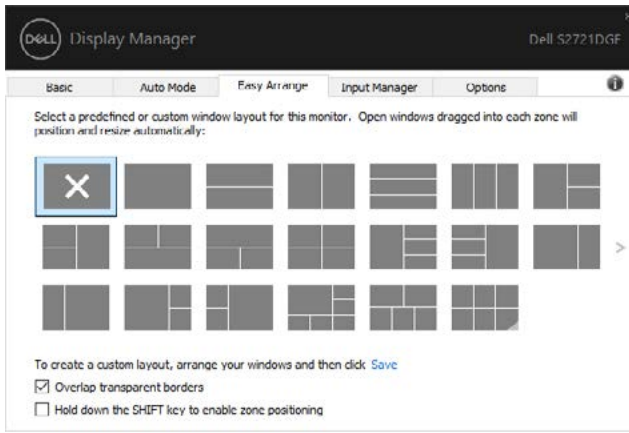 DELL Display Manager
Dell S2721DGF
Basic Auto Mode Easy Arrange Input Manager Options
Select a predefined or custom window layout for this monitor. Open windows dragged into each zone will
position and resize automatically:
To create a custom layout, arrange your windows and then click Save
Overlap transparent borders
Hold down the SHIFT key to enable zone positioning